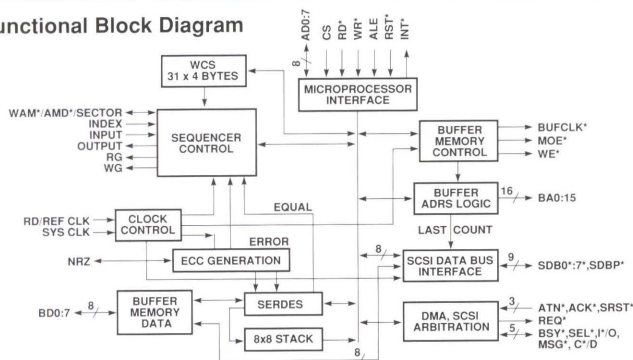 unctional Block Diagram
AD0:7
CS
RD*
WR*
ALE
RST*
INT*
8
WCS
31 x 4 BYTES
MICROPROCESSOR
INTERFACE
WAM*/AMD*/SECTOR
INDEX
INPUT
OUTPUT
RG
WG
SEQUENCER
CONTROL
BUFFER
MEMORY
CONTROL
BUFCLK*
MOE*
WE*
BUFFER
ADRS LOGIC
16
BA0:15
EQUAL
LAST COUNT
RD/REF CLK
SYS CLK
CLOCK
CONTROL
ERROR
NRZ
ECC GENERATION
8
SCSI DATA BUS
INTERFACE
9
SDB0*:7*,SDBP*
BD0:7
8
BUFFER
MEMORY
DATA
SERDES
8x8 STACK
8
DMA, SCSI
ARBITRATION
3
ATN*,ACK*,SRST*
REQ*
5
BSY*,SEL*,I*/O,
MSG*, C*/D